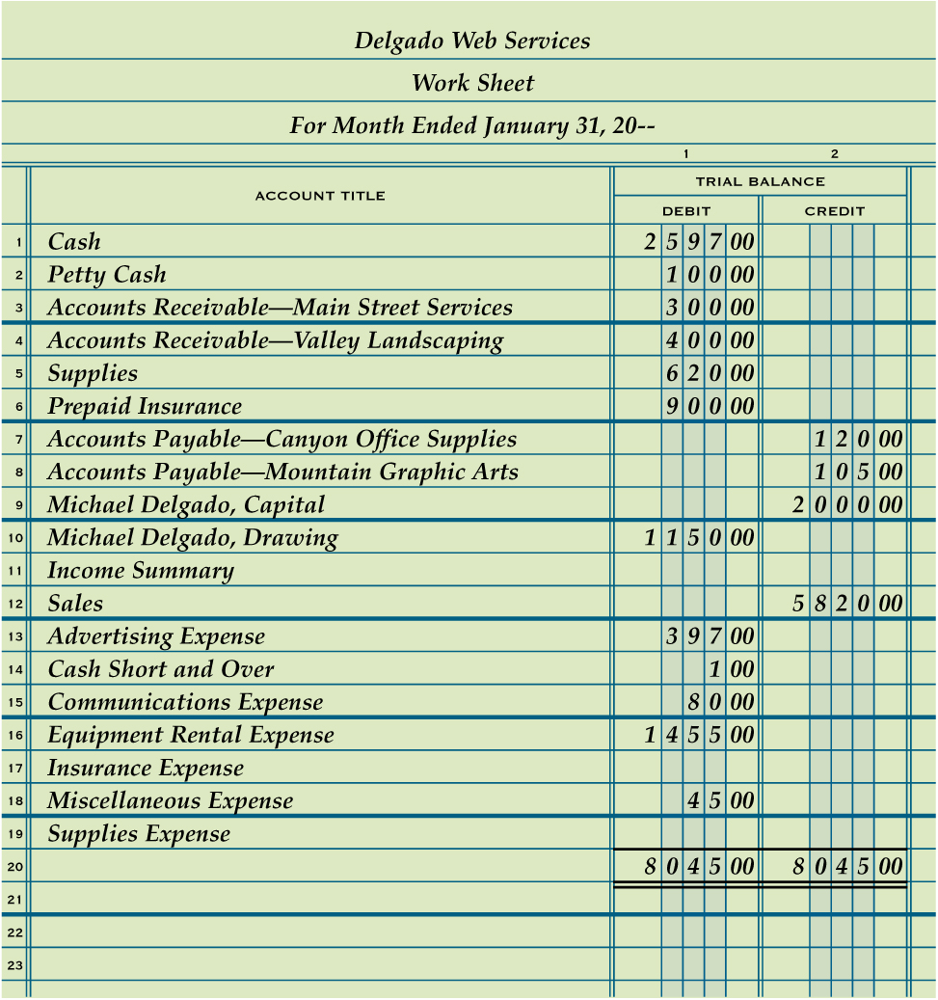 Delgado Web Services
Work Sheet
For Month Ended January 31, 20--
1 2
ACCOUNT TITLE TRIAL BALANCE
DEBIT CREDIT
1 Cash 2 5 9 7 00
2 Petty Cash 1 0 0 00
3 Accounts Receivable—Main Street Services 3 0 0 00
4 Accounts Receivable—Valley Landscaping 4 0 0 00
5 Supplies 6 2 0 00
6 Prepaid Insurance 9 0 0 00
7 Accounts Payable—Canyon Office Supplies 1 2 0 00
8 Accounts Payable—Mountain Graphic Arts 1 0 5 00
9 Michael Delgado, Capital 2 0 0 0 00
10 Michael Delgado, Drawing 1 1 5 0 00
11 Income Summary
12 Sales 5 8 2 0 00
13 Advertising Expense 3 9 7 00
14 Cash Short and Over 1 00
15 Communications Expense 8 0 00
16 Equipment Rental Expense 1 4 5 5 00
17 Insurance Expense
18 Miscellaneous Expense 4 5 00
19 Supplies Expense
20 8 0 4 5 00 8 0 4 5 00
21
22
23